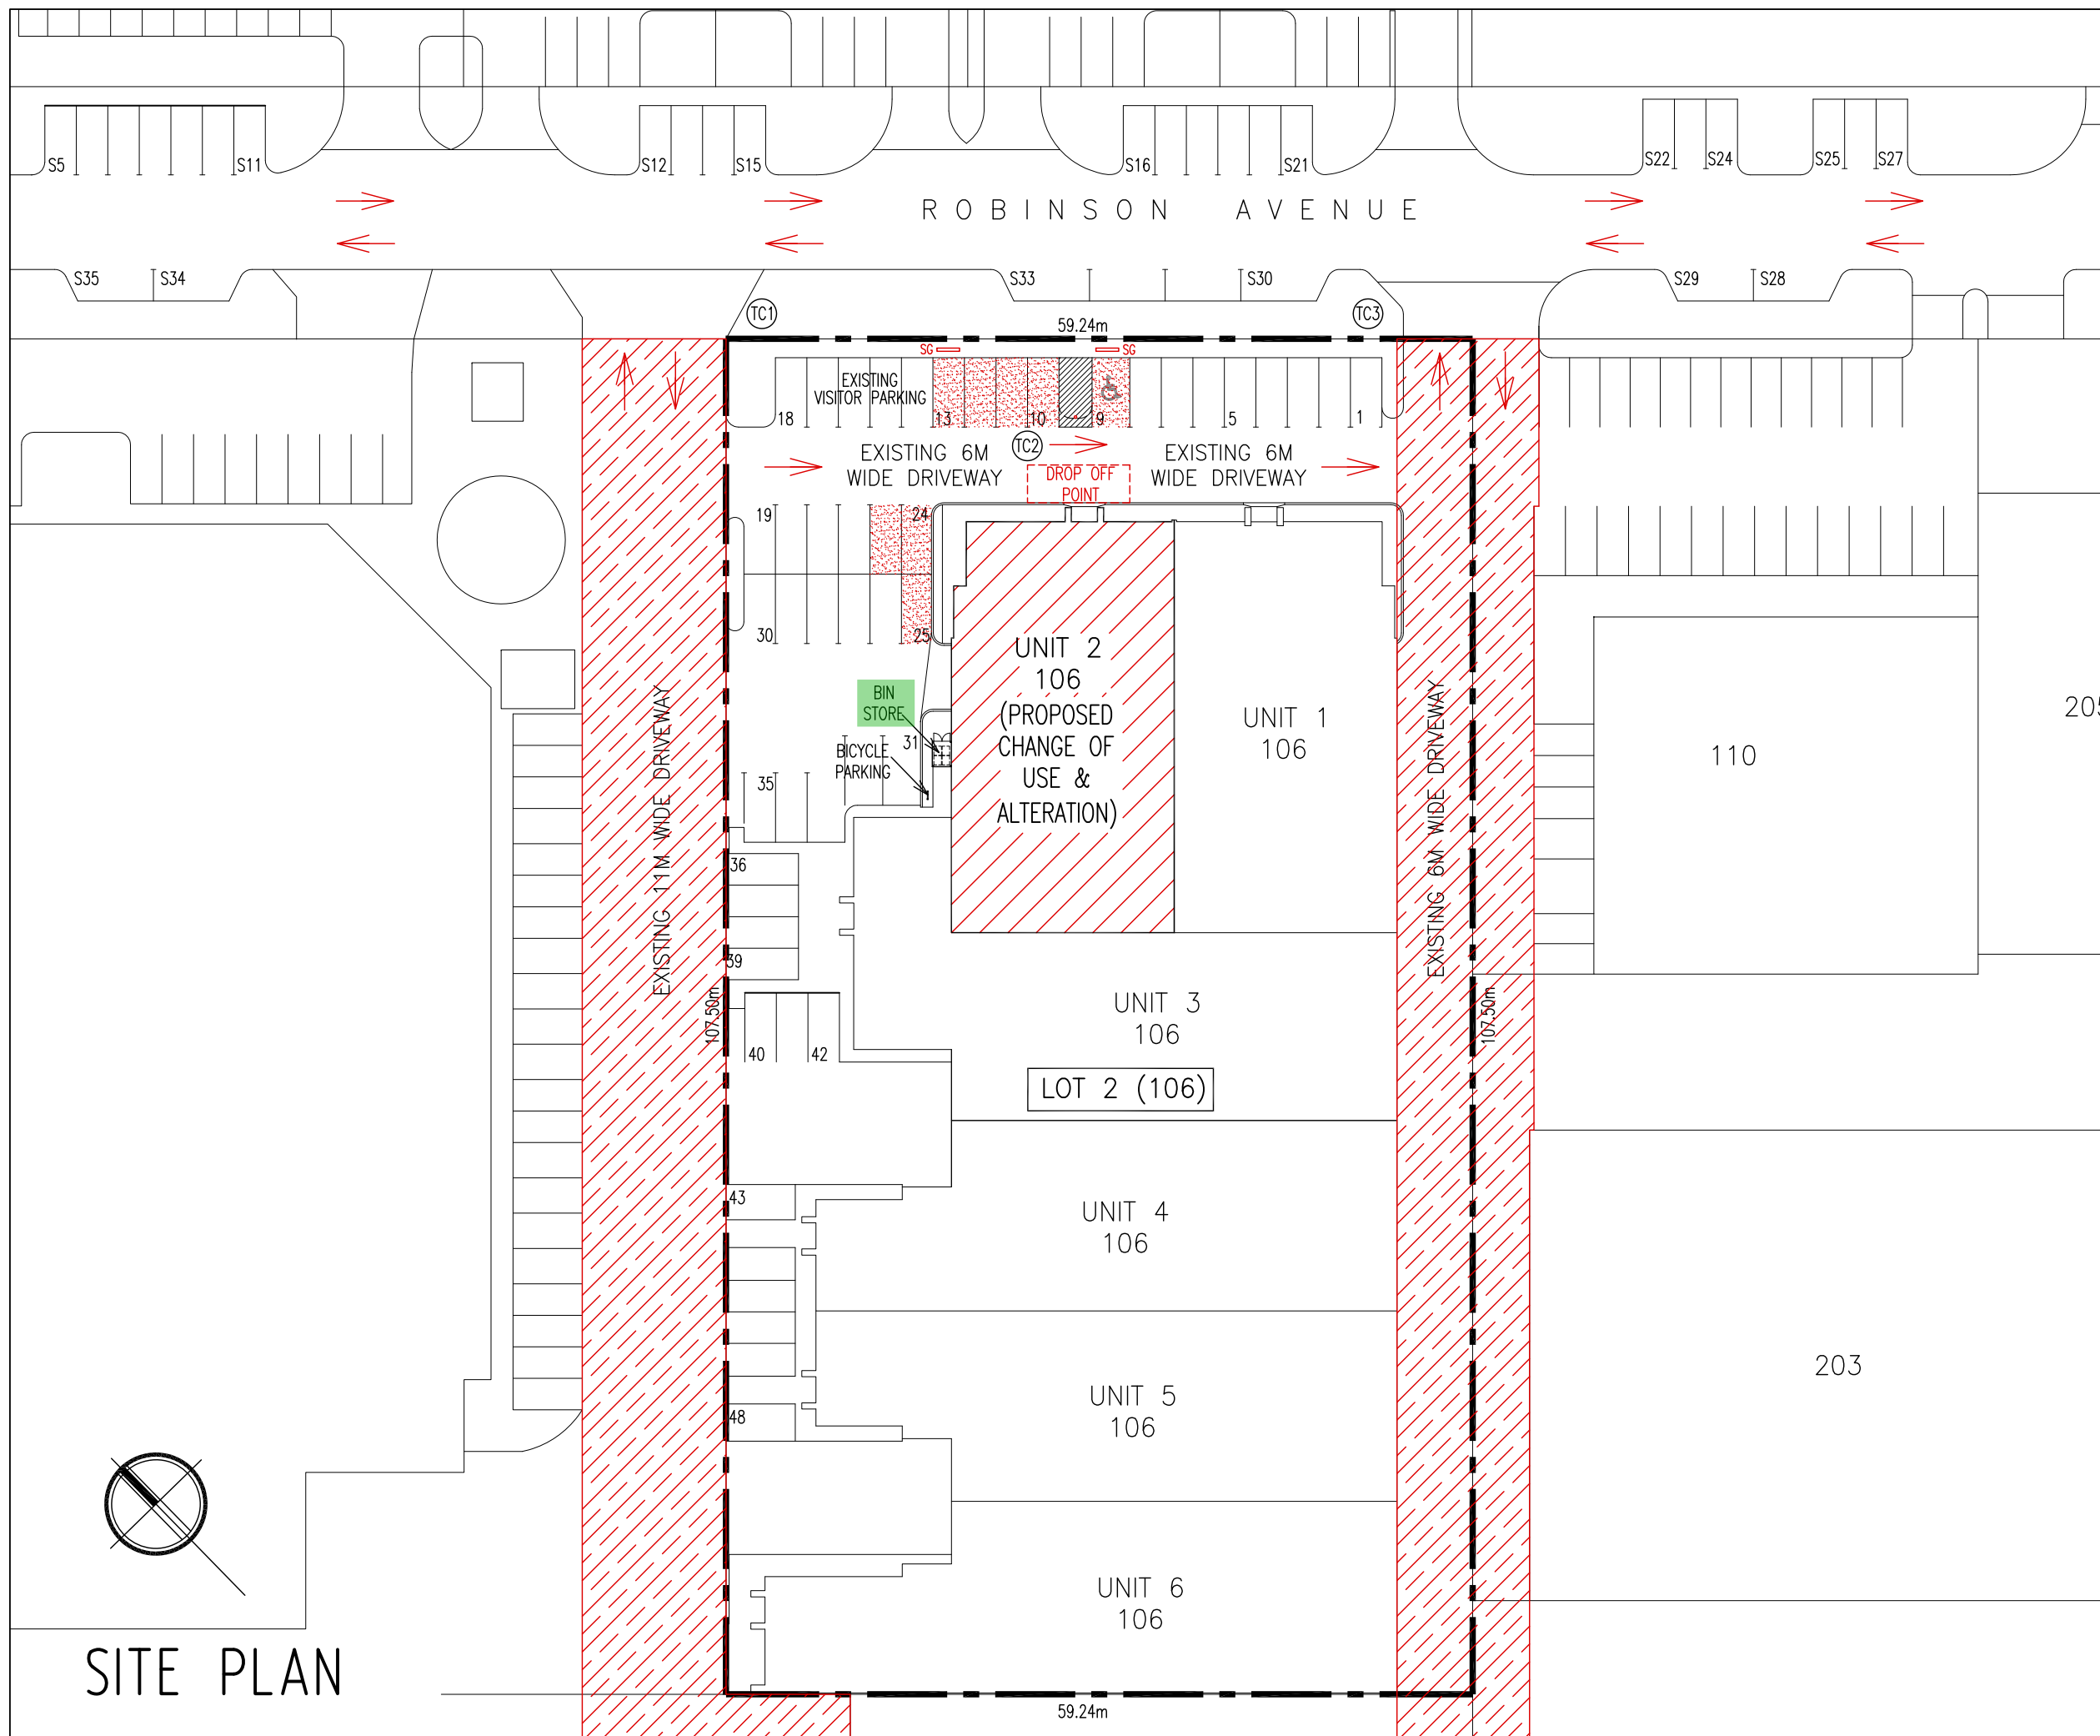 S5
S11
S12
S15
S16
S21
S22
S24
S25
S27
ROBINSON AVENUE
S35
S34
S33
S30
S29
S28
TC1
59.24m
TC3
SG
SG
EXISTING
VISITOR PARKING
18
13
10
9
5
1
TC2
EXISTING 6M
WIDE DRIVEWAY
EXISTING 6M
WIDE DRIVEWAY
DROP OFF
POINT
19
24
30
25
UNIT 2
106
(PROPOSED
CHANGE OF
USE &
ALTERATION)
UNIT 1
106
BIN
STORE
31
BICYCLE
PARKING
35
EXISTING 11M WIDE DRIVEWAY
EXISTING 6M WIDE DRIVEWAY
110
205
36
39
107.50m
107.50m
40
42
UNIT 3
106
LOT 2 (106)
43
UNIT 4
106
203
48
UNIT 5
106
UNIT 6
106
SITE PLAN
59.24m